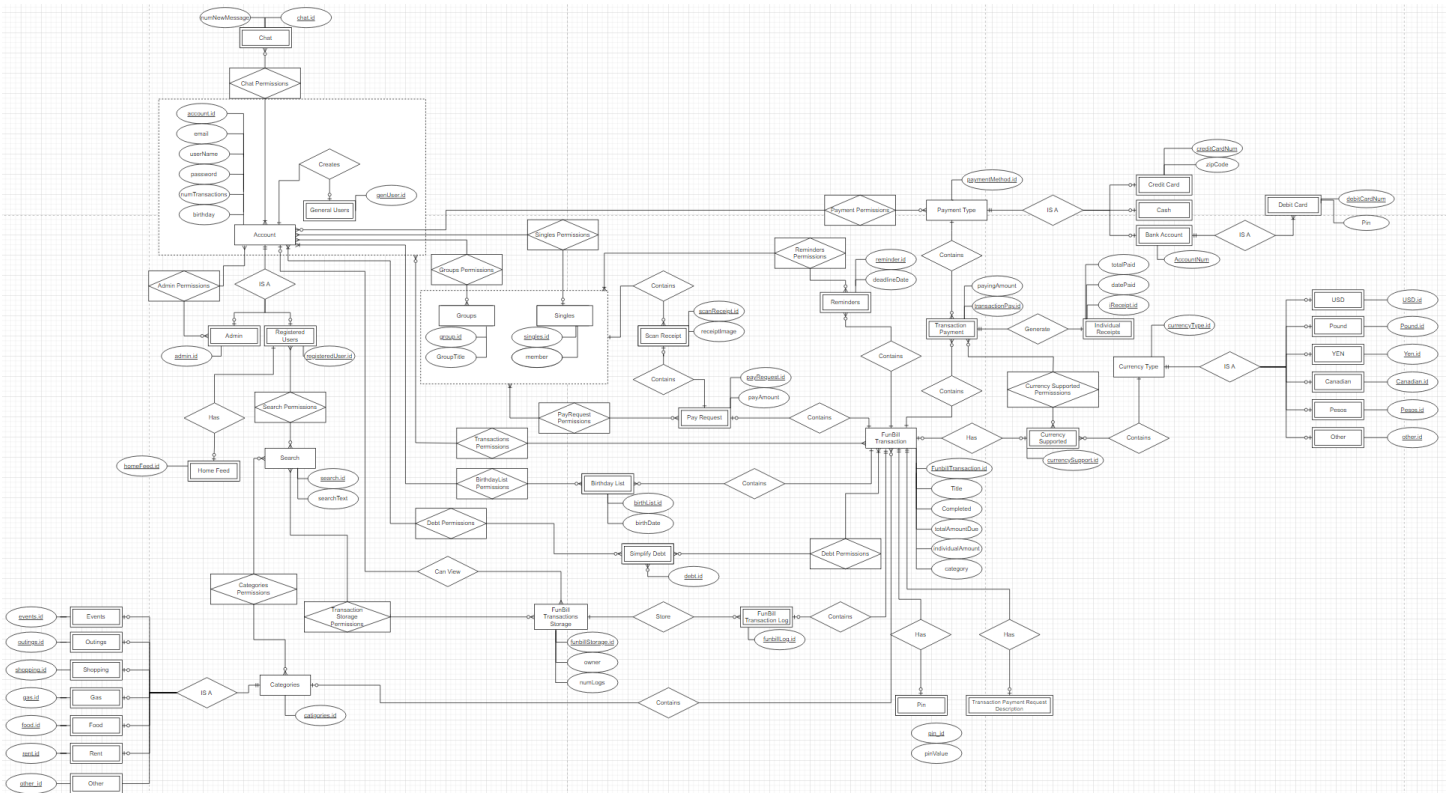 numNewMessage
chat.id
Chat
Chat Permissions
account.id
email
userName
password
numTransactions
birthday
Creates
General Users
genUser.id
Account
Admin Permissions
IS A
Admin
Registered
Users
admin.id
registeredUser.id
Has
Search Permissions
homeFeed.id
Home Feed
Search
search.id
searchText
Singles Permissions
Groups Permissions
Groups
group.id
GroupTitle
Singles
singles.id
member
Contains
Scan Receipt
scanReceipt.id
receiptImage
Contains
Payment Permissions
Reminders
Permissions
reminder.id
deadlineDate
Reminders
Contains
paymentMethod.id
Payment Type
IS A
creditCardNum
zipCode
Credit Card
Cash
Bank Account
AccountNum
IS A
Debit Card
debitCardNum
Pin
Contains
payingAmount
transactionPay.id
Transaction
Payment
Generate
totalPaid
datePaid
iReceipt.id
Individual
Receipts
Contains
Currency Supported
Permissions
currencyType.id
Currency Type
IS A
USD
USD.id
Pound
Pound.id
YEN
Yen.id
Canadian
Canadian.id
Pesos
Pesos.id
Other
other.id
payRequest.id
payAmount
PayRequest
Permissions
Pay Request
Contains
Transactions
Permissions
FunBill
Transaction
Has
Currency
Supported
Contains
currencySupport.id
FunbillTransaction.id
Title
Completed
totalAmountDue
individualAmount
category
BirthdayList
Permissions
Birthday List
Contains
birthList.id
birthDate
Debt Permissions
Simplify Debt
Debt Permissions
debt.id
Can View
Categories
Permissions
Transaction
Storage
Permissions
FunBill
Transactions
Storage
Store
FunBill
Transaction Log
Contains
funbillStorage.id
owner
numLogs
funbillLog.id
Has
Has
events.id
Events
outings.id
Outings
shopping.id
Shopping
gas.id
Gas
food.id
Food
rent.id
Rent
other_id
Other
IS A
Categories
categories.id
Contains
Pin
Transaction Payment Request
Description
pin_id
pinValue